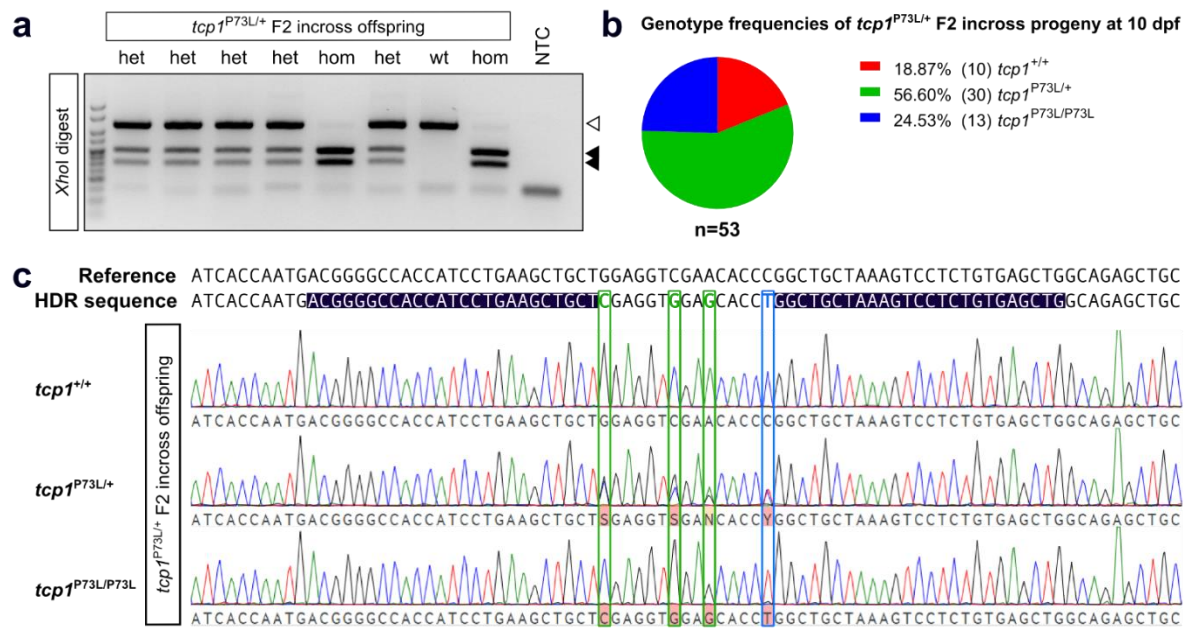 a
tcp1P73L/+ F2 incross offspring
het het het het hom het wt hom NTC
XhoI digest
b Genotype frequencies of tcp1P73L/+ F2 incross progeny at 10 dpf
18.87% (10) tcp1+/+
56.60% (30) tcp1P73L/+
24.53% (13) tcp1P73L/P73L
n=53
c
Reference ATCACCAATGACGGGGCCACCATCCTGAAGCTGCTGGAGGTCGAACACCCGGCTGCTAAAGTCCTCTGTGAGCTGGCAGAGCTGC
HDR sequence ATCACCAATGACGGGGCCACCATCCTGAAGCTGCTCGAGGTGGAGCACCTGGCTGCTAAAGTCCTCTGTGAGCTGGCAGAGCTGC
tcp1P73L/+ F2 incross offspring
tcp1+/+
ATCACCAATGACGGGGCCACCATCCTGAAGCTGCTGGAGGTCGAACACCCGGCTGCTAAAGTCCTCTGTGAGCTGGCAGAGCTGC
tcp1P73L/+
ATCACCAATGACGGGGCCACCATCCTGAAGCTGCTSGAGGTSGANCACCYGGCTGCTAAAGTCCTCTGTGAGCTGGCAGAGCTGC
tcp1P73L/P73L
ATCACCAATGACGGGGCCACCATCCTGAAGCTGCTCGAGGTGGAGCACCTGGCTGCTAAAGTCCTCTGTGAGCTGGCAGAGCTGC